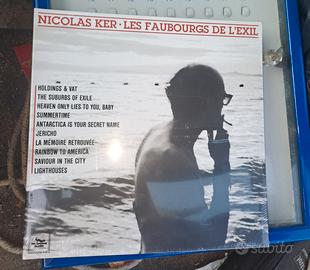 NICOLAS KER • LES FAUBOURGS DE L'EXIL
HOLDINGS & VAT
THE SUBURBS OF EXILE
HEAVEN ONLY LIES TO YOU, BABY
SUMMERTIME
ANTARCTICA IS YOUR SECRET NAME
JERICHO
LA MÉMOIRE RETROUVÉE
RAINBOW TO AMERICA
SAVIOUR IN THE CITY
LIGHTHOUSES
subito